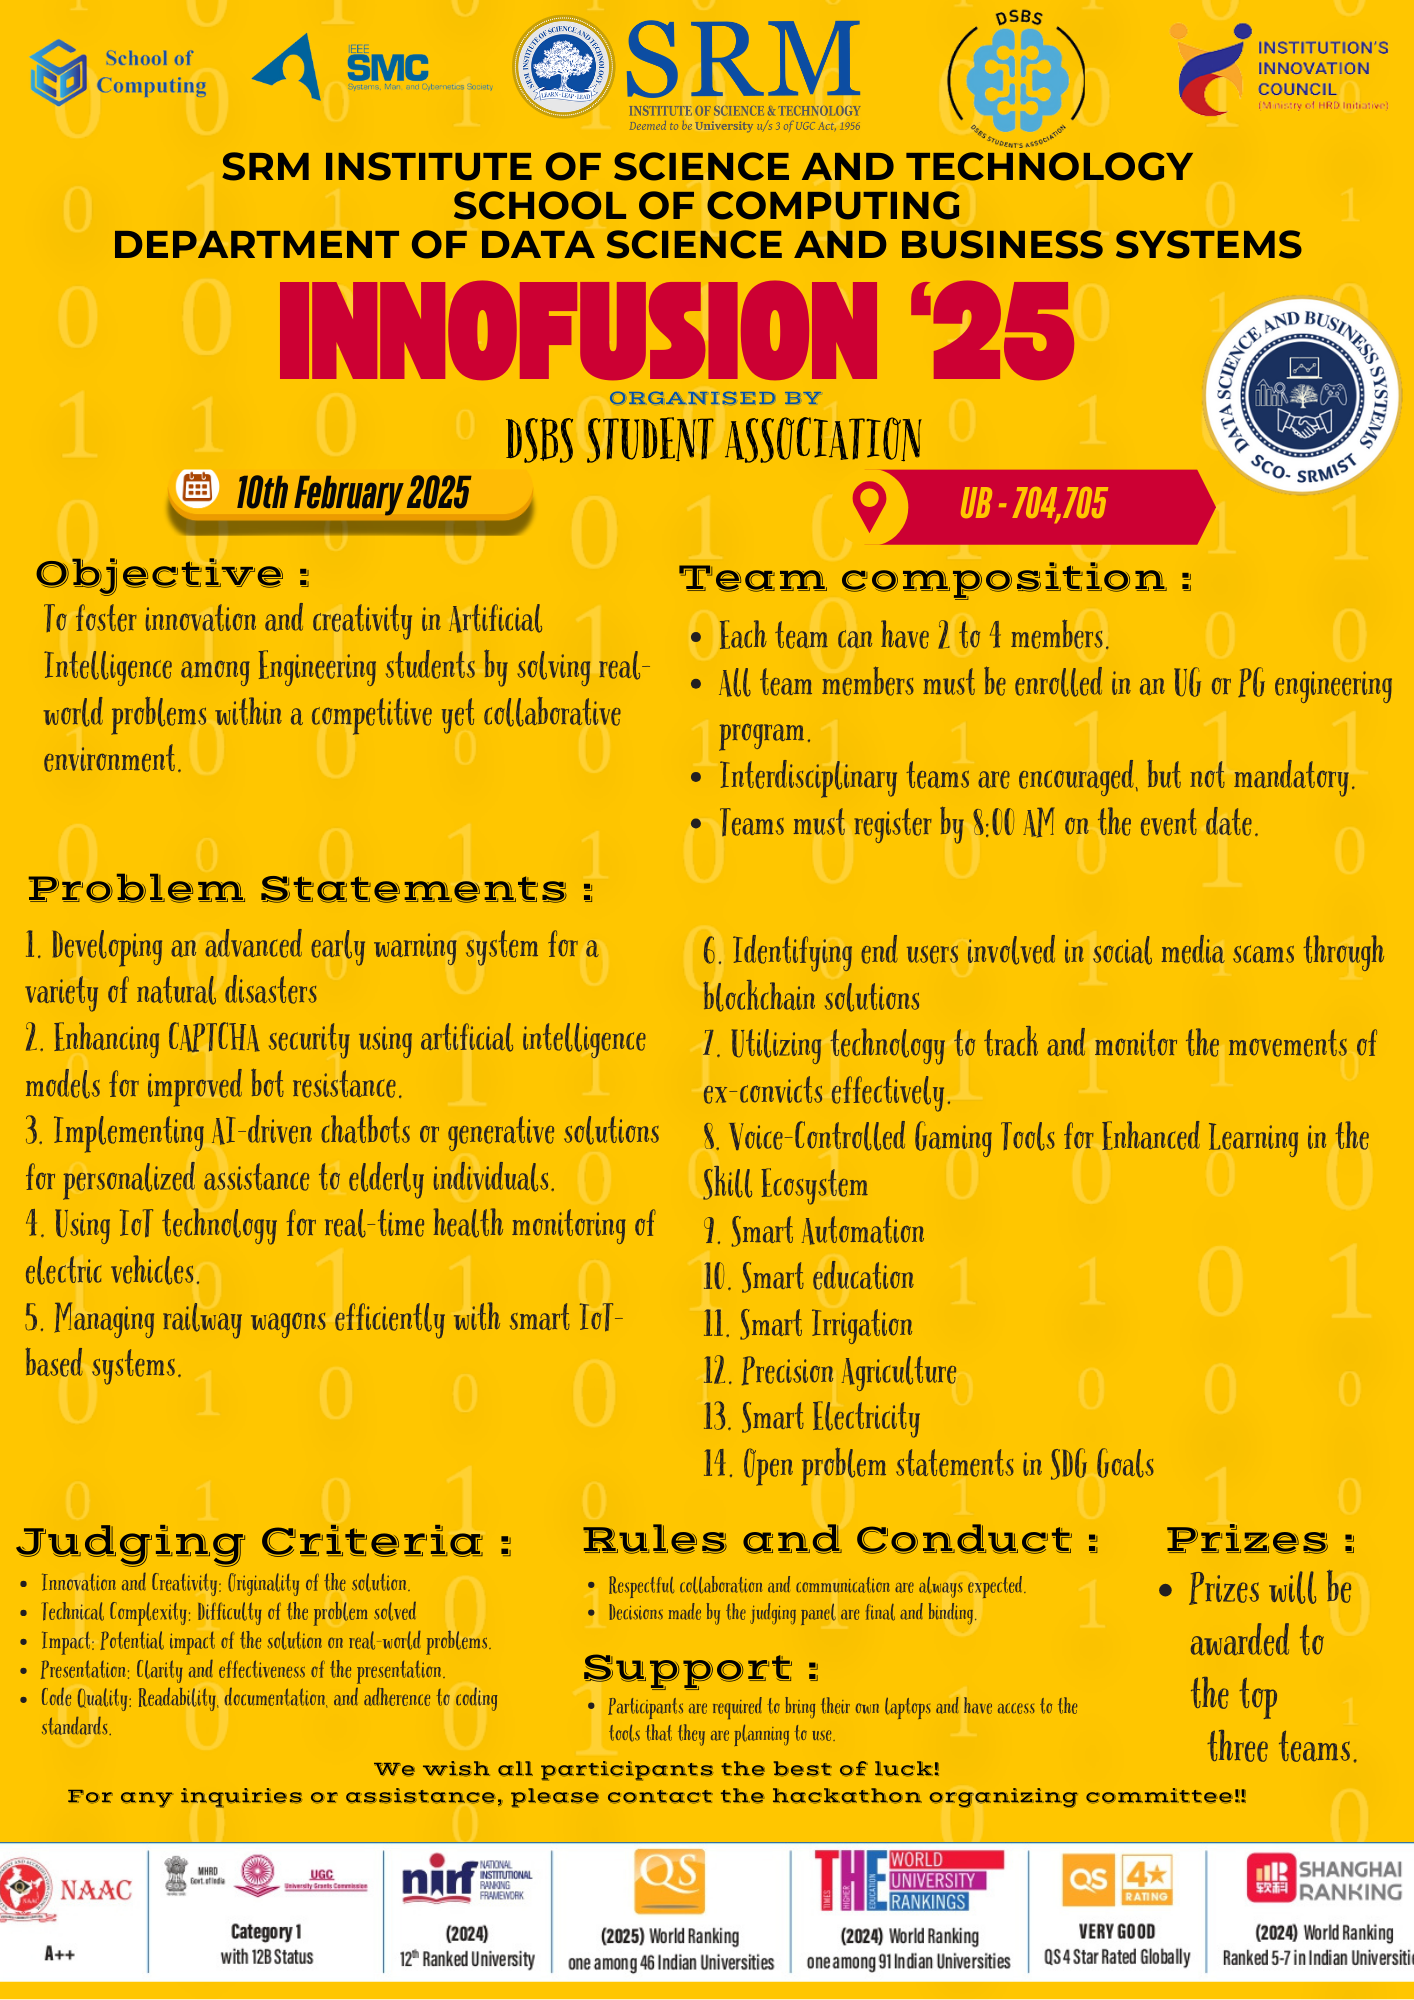 School of
Computing
IEEE
SMC
Systems, Man, and Cybernetics Society
SRM INSTITUTE OF SCIENCE AND TECHNOLOGY
LEARN - LEAP - LEAD
SRM
INSTITUTE OF SCIENCE & TECHNOLOGY
Deemed to be University u/s 3 of UGC Act, 1956
DSBS
DSBS STUDENT'S ASSOCIATION
INSTITUTION'S
INNOVATION
COUNCIL
(Ministry of HRD Initiative)
SRM INSTITUTE OF SCIENCE AND TECHNOLOGY
SCHOOL OF COMPUTING
DEPARTMENT OF DATA SCIENCE AND BUSINESS SYSTEMS
INNOFUSION ‘25
ORGANISED BY
DSBS STUDENT ASSOCIATION
DATA SCIENCE AND BUSINESS SYSTEMS
SCO- SRMIST
10th February 2025
UB - 704,705
Objective :
To foster innovation and creativity in Artificial
Intelligence among Engineering students by solving real-
world problems within a competitive yet collaborative
environment.
Team composition :
• Each team can have 2 to 4 members.
• All team members must be enrolled in an UG or PG engineering
program.
• Interdisciplinary teams are encouraged, but not mandatory.
• Teams must register by 8:00 AM on the event date.
Problem Statements :
1. Developing an advanced early warning system for a
variety of natural disasters
2. Enhancing CAPTCHA security using artificial intelligence
models for improved bot resistance.
3. Implementing AI-driven chatbots or generative solutions
for personalized assistance to elderly individuals.
4. Using IoT technology for real-time health monitoring of
electric vehicles.
5. Managing railway wagons efficiently with smart IoT-
based systems.
6. Identifying end users involved in social media scams through
blockchain solutions
7. Utilizing technology to track and monitor the movements of
ex-convicts effectively.
8. Voice-Controlled Gaming Tools for Enhanced Learning in the
Skill Ecosystem
9. Smart Automation
10. Smart education
11. Smart Irrigation
12. Precision Agriculture
13. Smart Electricity
14. Open problem statements in SDG Goals
Judging Criteria :
• Innovation and Creativity: Originality of the solution.
• Technical Complexity: Difficulty of the problem solved
• Impact: Potential impact of the solution on real-world problems.
• Presentation: Clarity and effectiveness of the presentation.
• Code Quality: Readability, documentation, and adherence to coding
standards.
Rules and Conduct :
• Respectful collaboration and communication are always expected.
• Decisions made by the judging panel are final and binding.
Support :
• Participants are required to bring their own laptops and have access to the
tools that they are planning to use.
Prizes :
• Prizes will be
awarded to
the top
three teams.
We wish all participants the best of luck!
For any inquiries or assistance, please contact the hackathon organizing committee!!
NAAC
A++
MHRD
Govt. of India
UGC
University Grants Commission
Category 1
with 12B Status
nirf
NATIONAL
INSTITUTIONAL
RANKING
FRAMEWORK
(2024)
12th Ranked University
QS
(2025) World Ranking
one among 46 Indian Universities
THE
TIMES HIGHER EDUCATION
WORLD
UNIVERSITY
RANKINGS
(2024) World Ranking
one among 91 Indian Universities
QS 4★
RATING
VERY GOOD
QS 4 Star Rated Globally
软科
SHANGHAI
RANKING
(2024) World Ranking
Ranked 5-7 in Indian Universitie